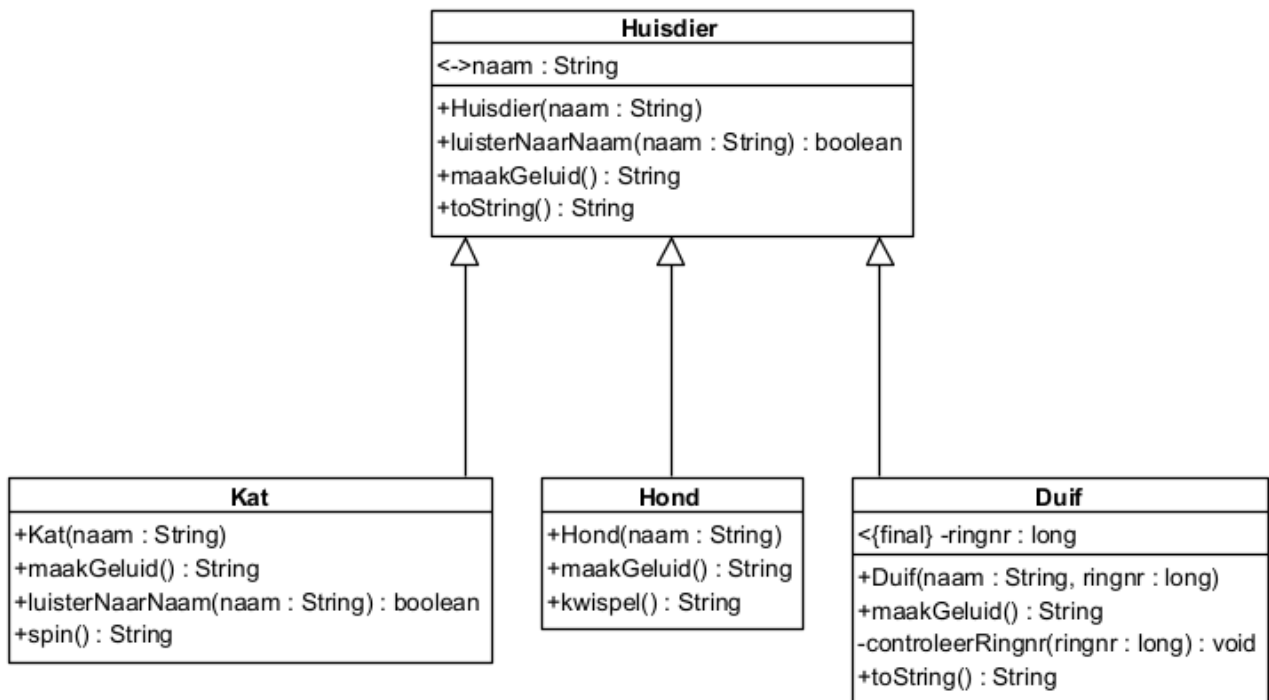 Huisdier
<->naam : String
+Huisdier(naam : String)
+luisterNaarNaam(naam : String) : boolean
+maakGeluid() : String
+toString() : String
Kat
+Kat(naam : String)
+maakGeluid() : String
+luisterNaarNaam(naam : String) : boolean
+spin() : String
Hond
+Hond(naam : String)
+maakGeluid() : String
+kwispel() : String
Duif
<{final} -ringnr : long
+Duif(naam : String, ringnr : long)
+maakGeluid() : String
-controleerRingnr(ringnr : long) : void
+toString() : String